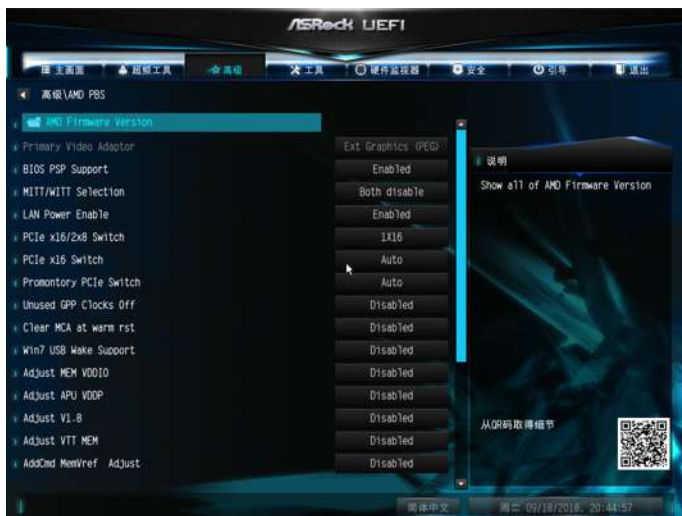 ASRock UEFI
主画面 超频工具 高级 工具 硬件监视器 安全 引导 退出
高级\AMD PBS
AMD Firmware Version
Primary Video Adaptor Ext Graphics (PEG)
BIOS PSP Support Enabled
MITT/WITT Selection Both disable
LAN Power Enable Enabled
PCIe x16/2x8 Switch 1X16
PCIe x16 Switch Auto
Promontory PCIe Switch Auto
Unused GPP Clocks Off Disabled
Clear MCA at warm rst Disabled
Win7 USB Wake Support Disabled
Adjust MEM VDDIO Disabled
Adjust APU VDDP Disabled
Adjust V1.8 Disabled
Adjust VTT MEM Disabled
AddCmd MemVref Adjust Disabled
说明
Show all of AMD Firmware Version
从QR码取得细节
简体中文
周二 09/18/2018. 20:44:57